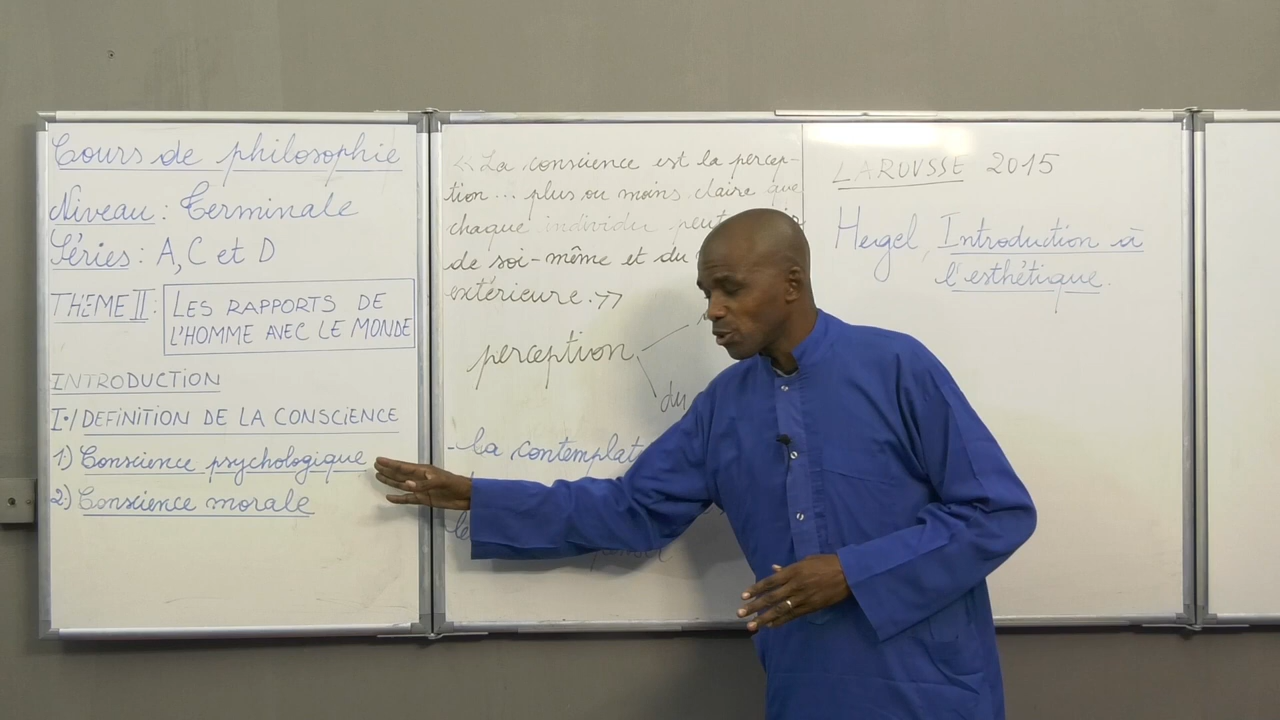 Cours de philosophie
Niveau : Terminale
Séries : A, C et D
THEME II : LES RAPPORTS DE
L'HOMME AVEC LE MONDE
INTRODUCTION
I./ DEFINITION DE LA CONSCIENCE
1) Conscience psychologique
2) Conscience morale
<< La conscience est la percep-
tion... plus ou moins claire que
chaque individu peut
de soi-même et du
extérieure. >>
perception
du
- La contemplat
LAROUSSE 2015
Hegel, Introduction à
l'esthétique.